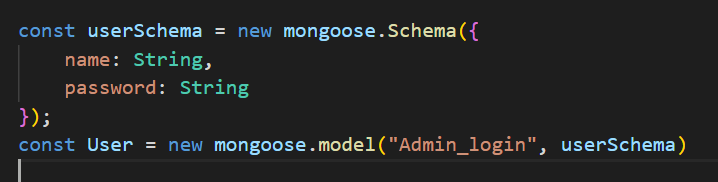 const userSchema = new mongoose.Schema({
    name: String,
    password: String
});
const User = new mongoose.model("Admin_login", userSchema)